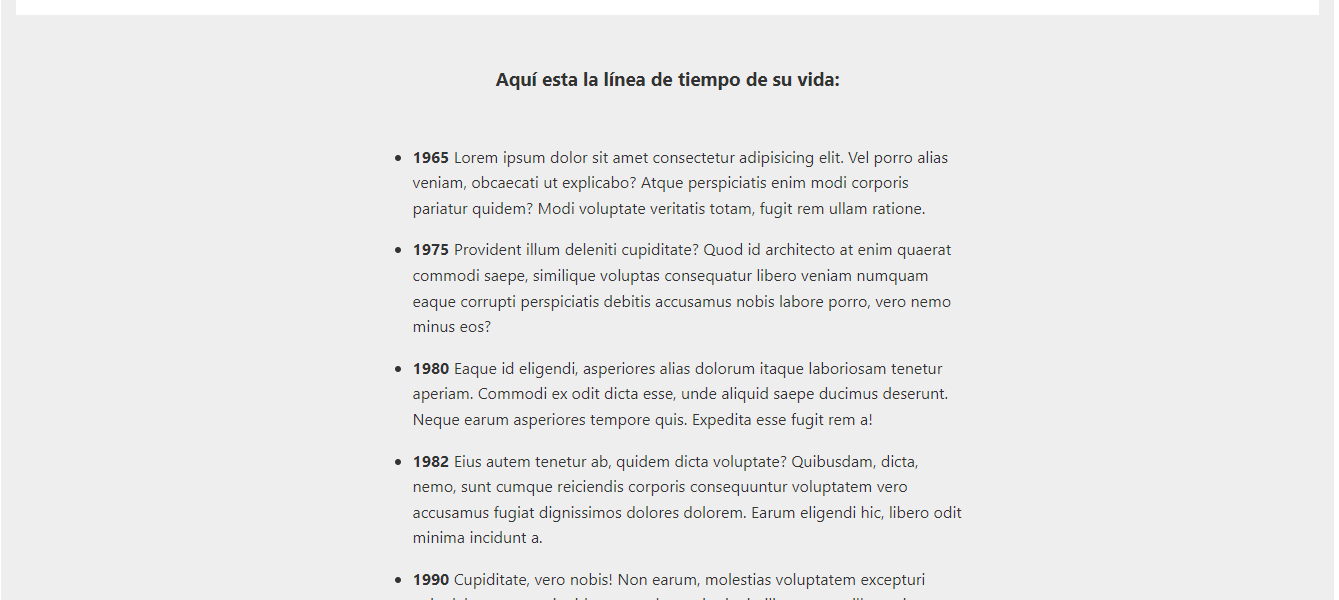 Aquí esta la línea de tiempo de su vida:
1965 Lorem ipsum dolor sit amet consectetur adipisicing elit. Vel porro alias
veniam, obcaecati ut explicabo? Atque perspiciatis enim modi corporis
pariatur quidem? Modi voluptate veritatis totam, fugit rem ullam ratione.
1975 Provident illum deleniti cupiditate? Quod id architecto at enim quaerat
commodi saepe, similique voluptas consequatur libero veniam numquam
eaque corrupti perspiciatis debitis accusamus nobis labore porro, vero nemo
minus eos?
1980 Eaque id eligendi, asperiores alias dolorum itaque laboriosam tenetur
aperiam. Commodi ex odit dicta esse, unde aliquid saepe ducimus deserunt.
Neque earum asperiores tempore quis. Expedita esse fugit rem a!
1982 Eius autem tenetur ab, quidem dicta voluptate? Quibusdam, dicta,
nemo, sunt cumque reiciendis corporis consequuntur voluptatem vero
accusamus fugiat dignissimos dolores dolorem. Earum eligendi hic, libero odit
minima incidunt a.
1990 Cupiditate, vero nobis! Non earum, molestias voluptatem excepturi